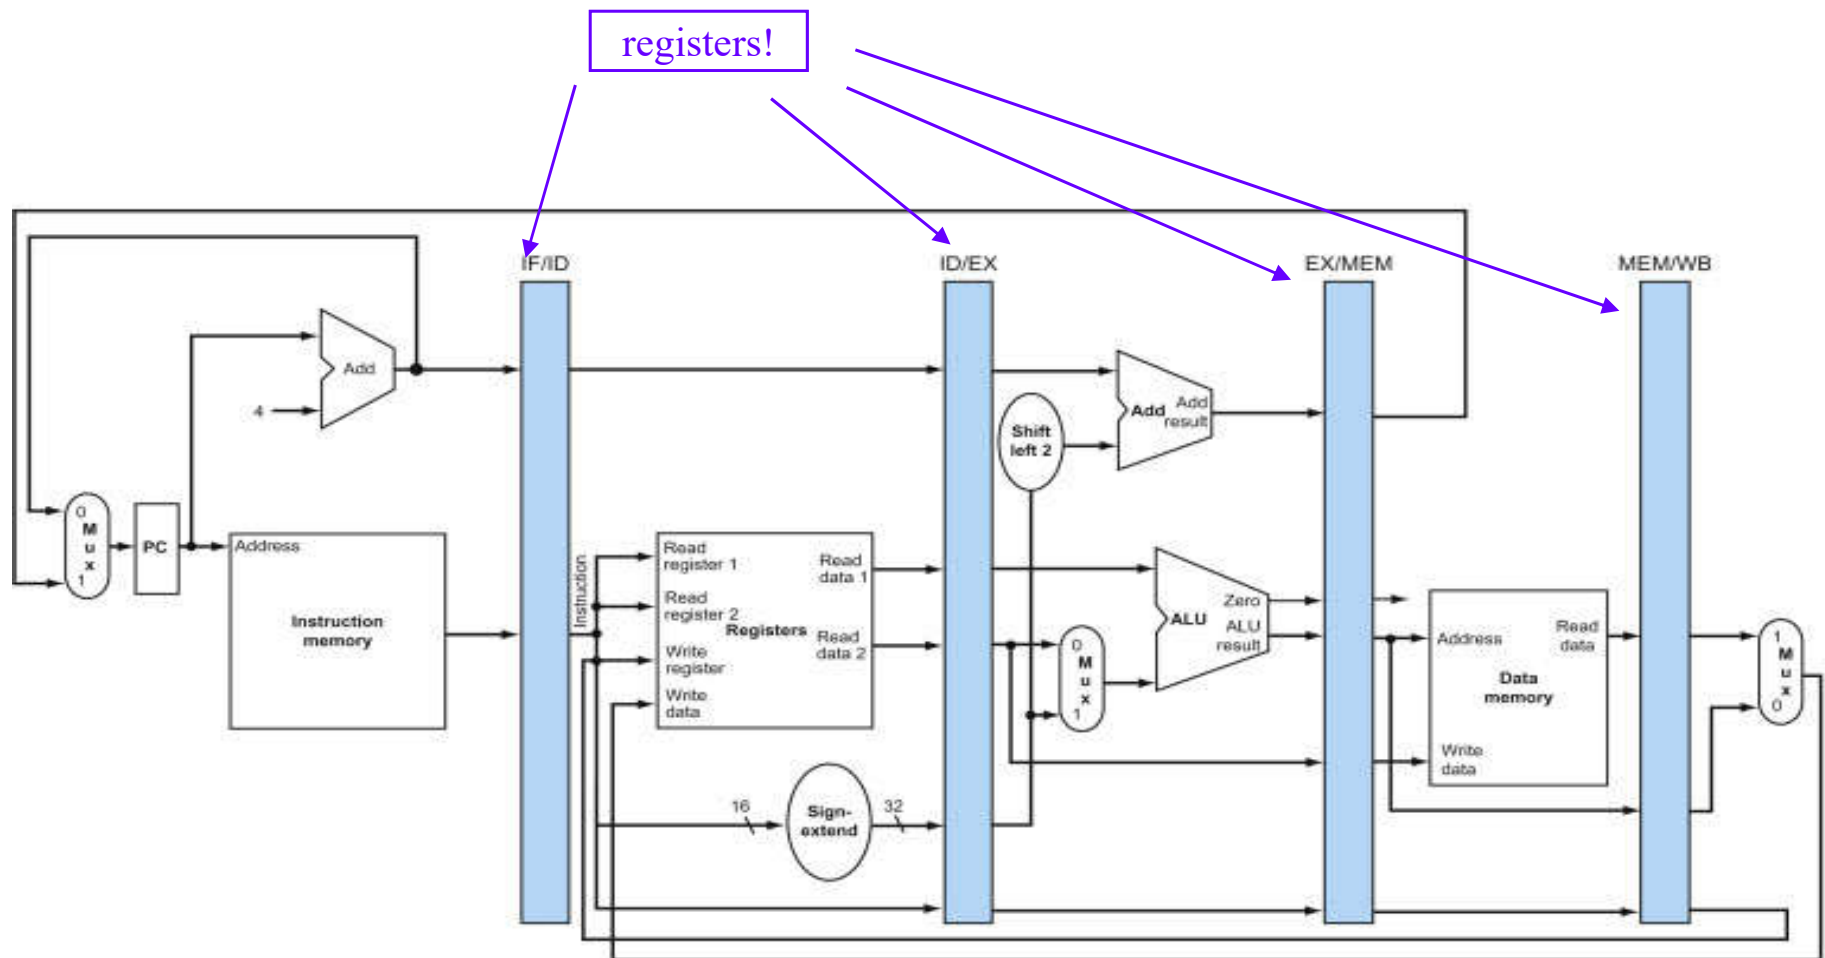 registers!
IF/ID
ID/EX
EX/MEM
MEM/WB
Add
4
Shift
left 2
Add
Add
result
0
M
u
x
1
PC
Address
Instruction
memory
Instruction
Read
register 1
Read
register 2
Write
register
Write
data
Registers
Read
data 1
Read
data 2
16
Sign-
extend
32
0
M
u
x
1
ALU
Zero
ALU
result
Address
Read
data
Data
memory
Write
data
1
M
u
x
0